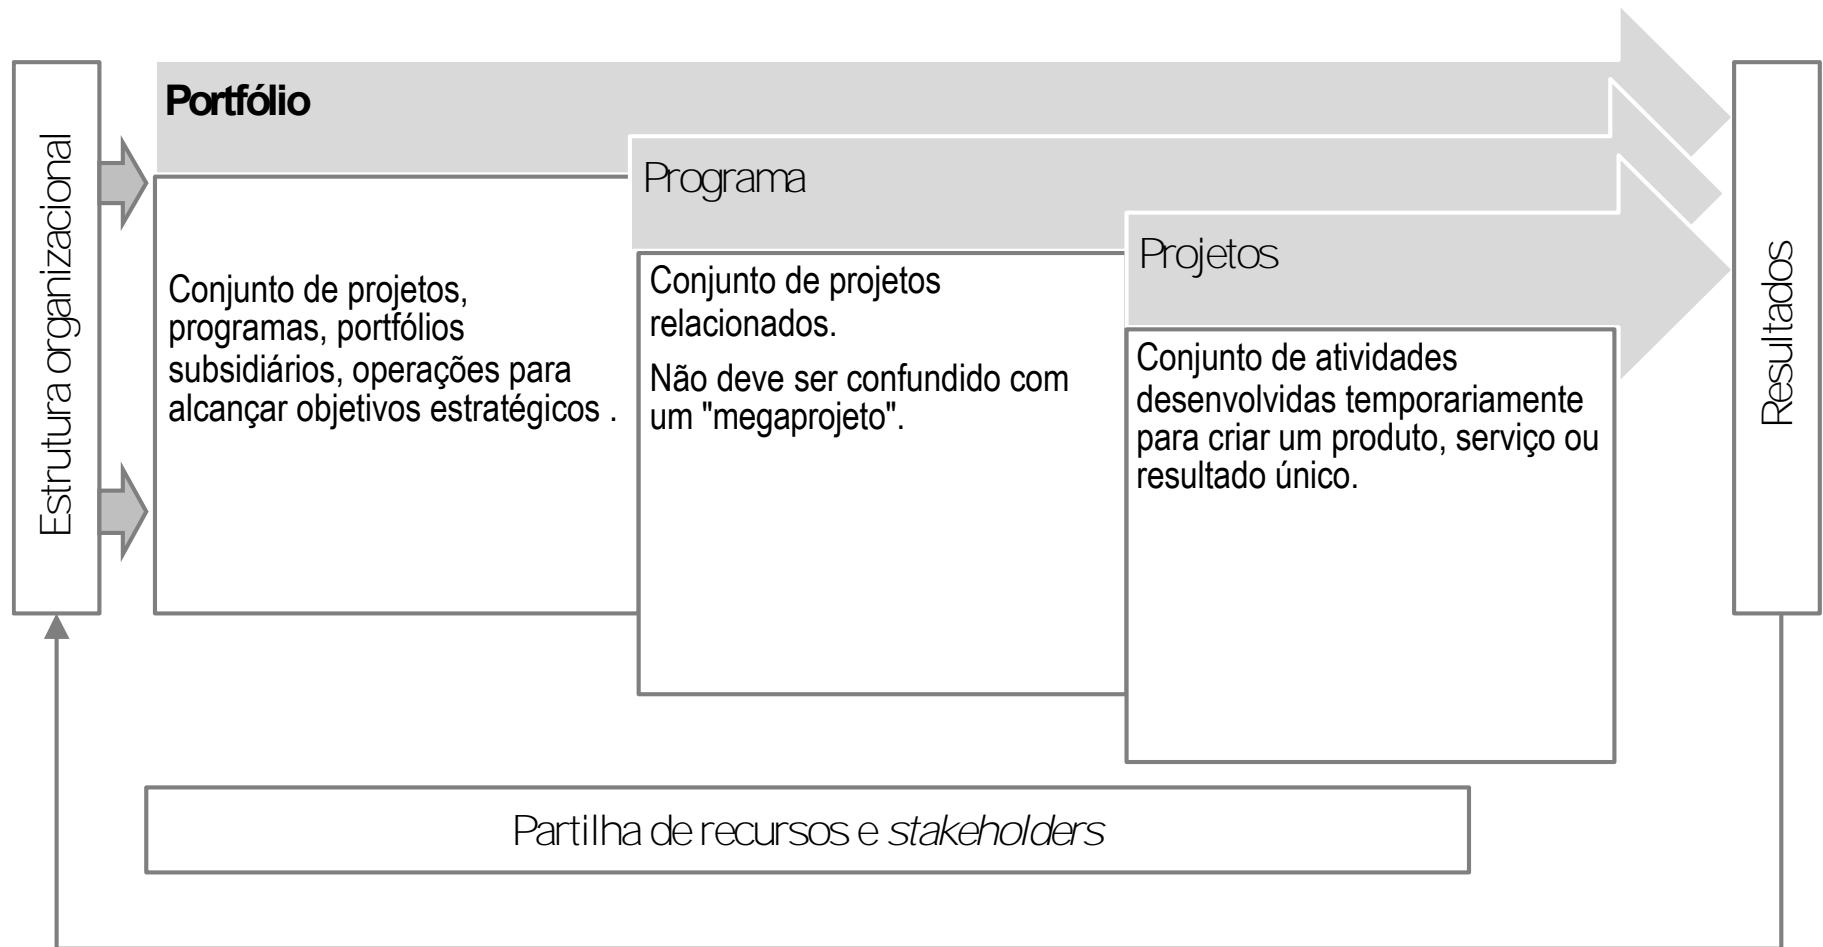 Estrutura organizacional
Portfólio
Conjunto de projetos,
programas, portfólios
subsidiários, operações para
alcançar objetivos estratégicos .
Programa
Conjunto de projetos
relacionados.
Não deve ser confundido com
um "megaprojeto".
Projetos
Conjunto de atividades
desenvolvidas temporariamente
para criar um produto, serviço ou
resultado único.
Resultados
Partilha de recursos e stakeholders